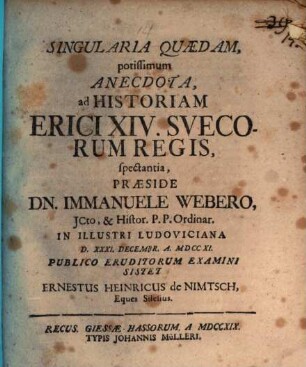 SINGULARIA QUÆDAM,
potissimum
ANECDOTA,
ad HISTORIAM
ERICI XIV. SVECO-
RUM REGIS,
spectantia,
PRÆSIDE
DN. IMMANUELE WEBERO,
JCto, & Histor. P. P. Ordinar.
IN ILLUSTRI LUDOVICIANA
D. XXXI. DECEMBR. A. MDCCXI.
PUBLICO ERUDITORUM EXAMINI
SISTET
ERNESTUS HEINRICUS de NIMTSCH,
Eques Silesius.
RECUS. GIESSÆ-HASSORUM, A MDCCXIX.
TYPIS JOHANNIS MüLLERI.